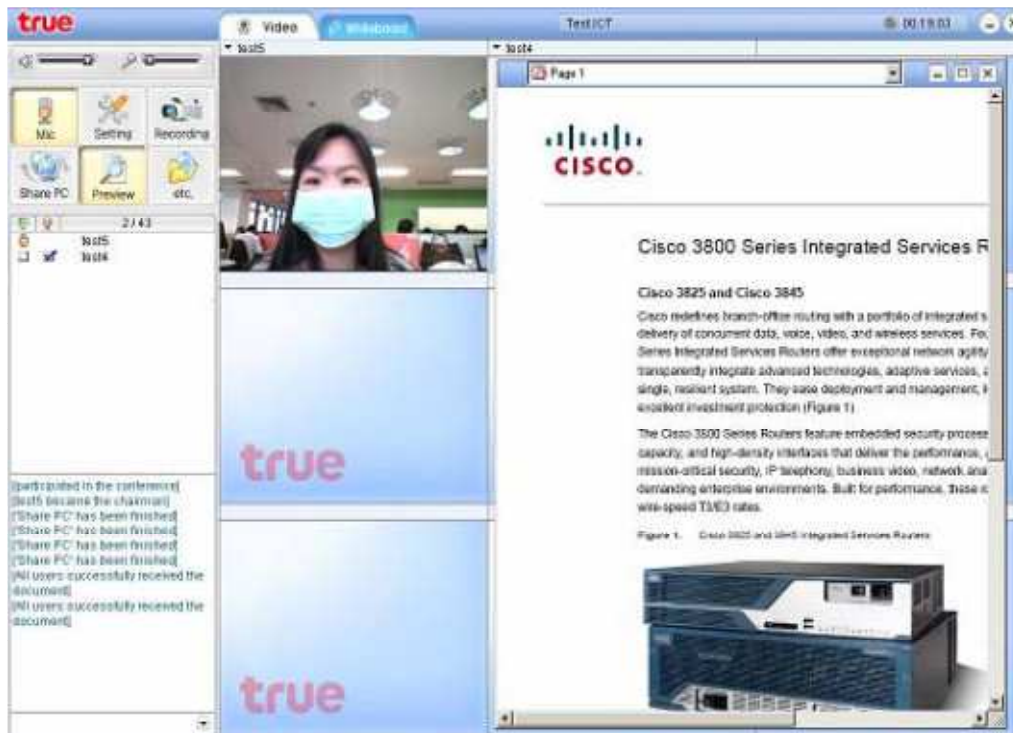 true
Video
Whiteboard
Test ICT
00:19:03
test5
test4
Mic
Setting
Recording
Share PC
Preview
etc.
2 / 43
test5
test4
[participated in the conference]
[test5 became the chairman]
['Share PC' has been finished]
['Share PC' has been finished]
['Share PC' has been finished]
['Share PC' has been finished]
[All users successfully received the
document]
[All users successfully received the
document]
true
true
Page 1
CISCO.
Cisco 3800 Series Integrated Services R
Cisco 3825 and Cisco 3845
Cisco redefines branch-office routing with a portfolio of integrated s
delivery of concurrent data, voice, video, and wireless services. Fou
Series Integrated Services Routers offer exceptional network agility
transparently integrate advanced technologies, adaptive services, a
single, resilient system. They ease deployment and management,
excellent investment protection (Figure 1)
The Cisco 3800 Series Routers feature embedded security process
capacity, and high-density interfaces that deliver the performance,
mission-critical security, IP telephony, business video, network ana
demanding enterprise environments. Built for performance, these
wire-speed T3/E3 rates.
Figure 1. Cisco 3825 and 3845 Integrated Services Routers